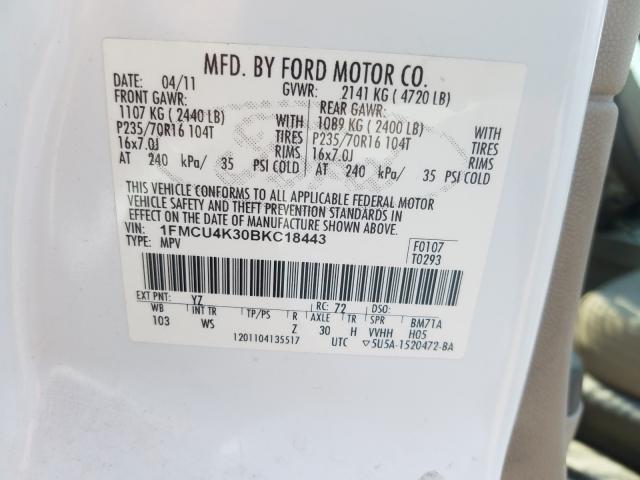 MFD. BY FORD MOTOR CO.
DATE: 04/11 GVWR: 2141 KG ( 4720 LB)
FRONT GAWR: REAR GAWR:
1107 KG ( 2440 LB) WITH 1089 KG ( 2400 LB) WITH
P235/70R16 104T TIRES P235/70R16 104T TIRES
16x7.0J RIMS 16x7.0J RIMS
AT 240 kPa/ 35 PSI COLD AT 240 kPa/ 35 PSI COLD
THIS VEHICLE CONFORMS TO ALL APPLICABLE FEDERAL MOTOR
VEHICLE SAFETY AND THEFT PREVENTION STANDARDS IN
EFFECT ON THE DATE OF MANUFACTURE SHOWN ABOVE.
VIN: 1FMCU4K30BKC18443
TYPE: MPV
F0107
T0293
EXT PNT: YZ RC: 72 DSO:
WB INT TR TP/PS R AXLE TR SPR BM71A
103 WS Z 30 H VVHH H05
1201104135517 UTC ▽5U5A-1520472-BA